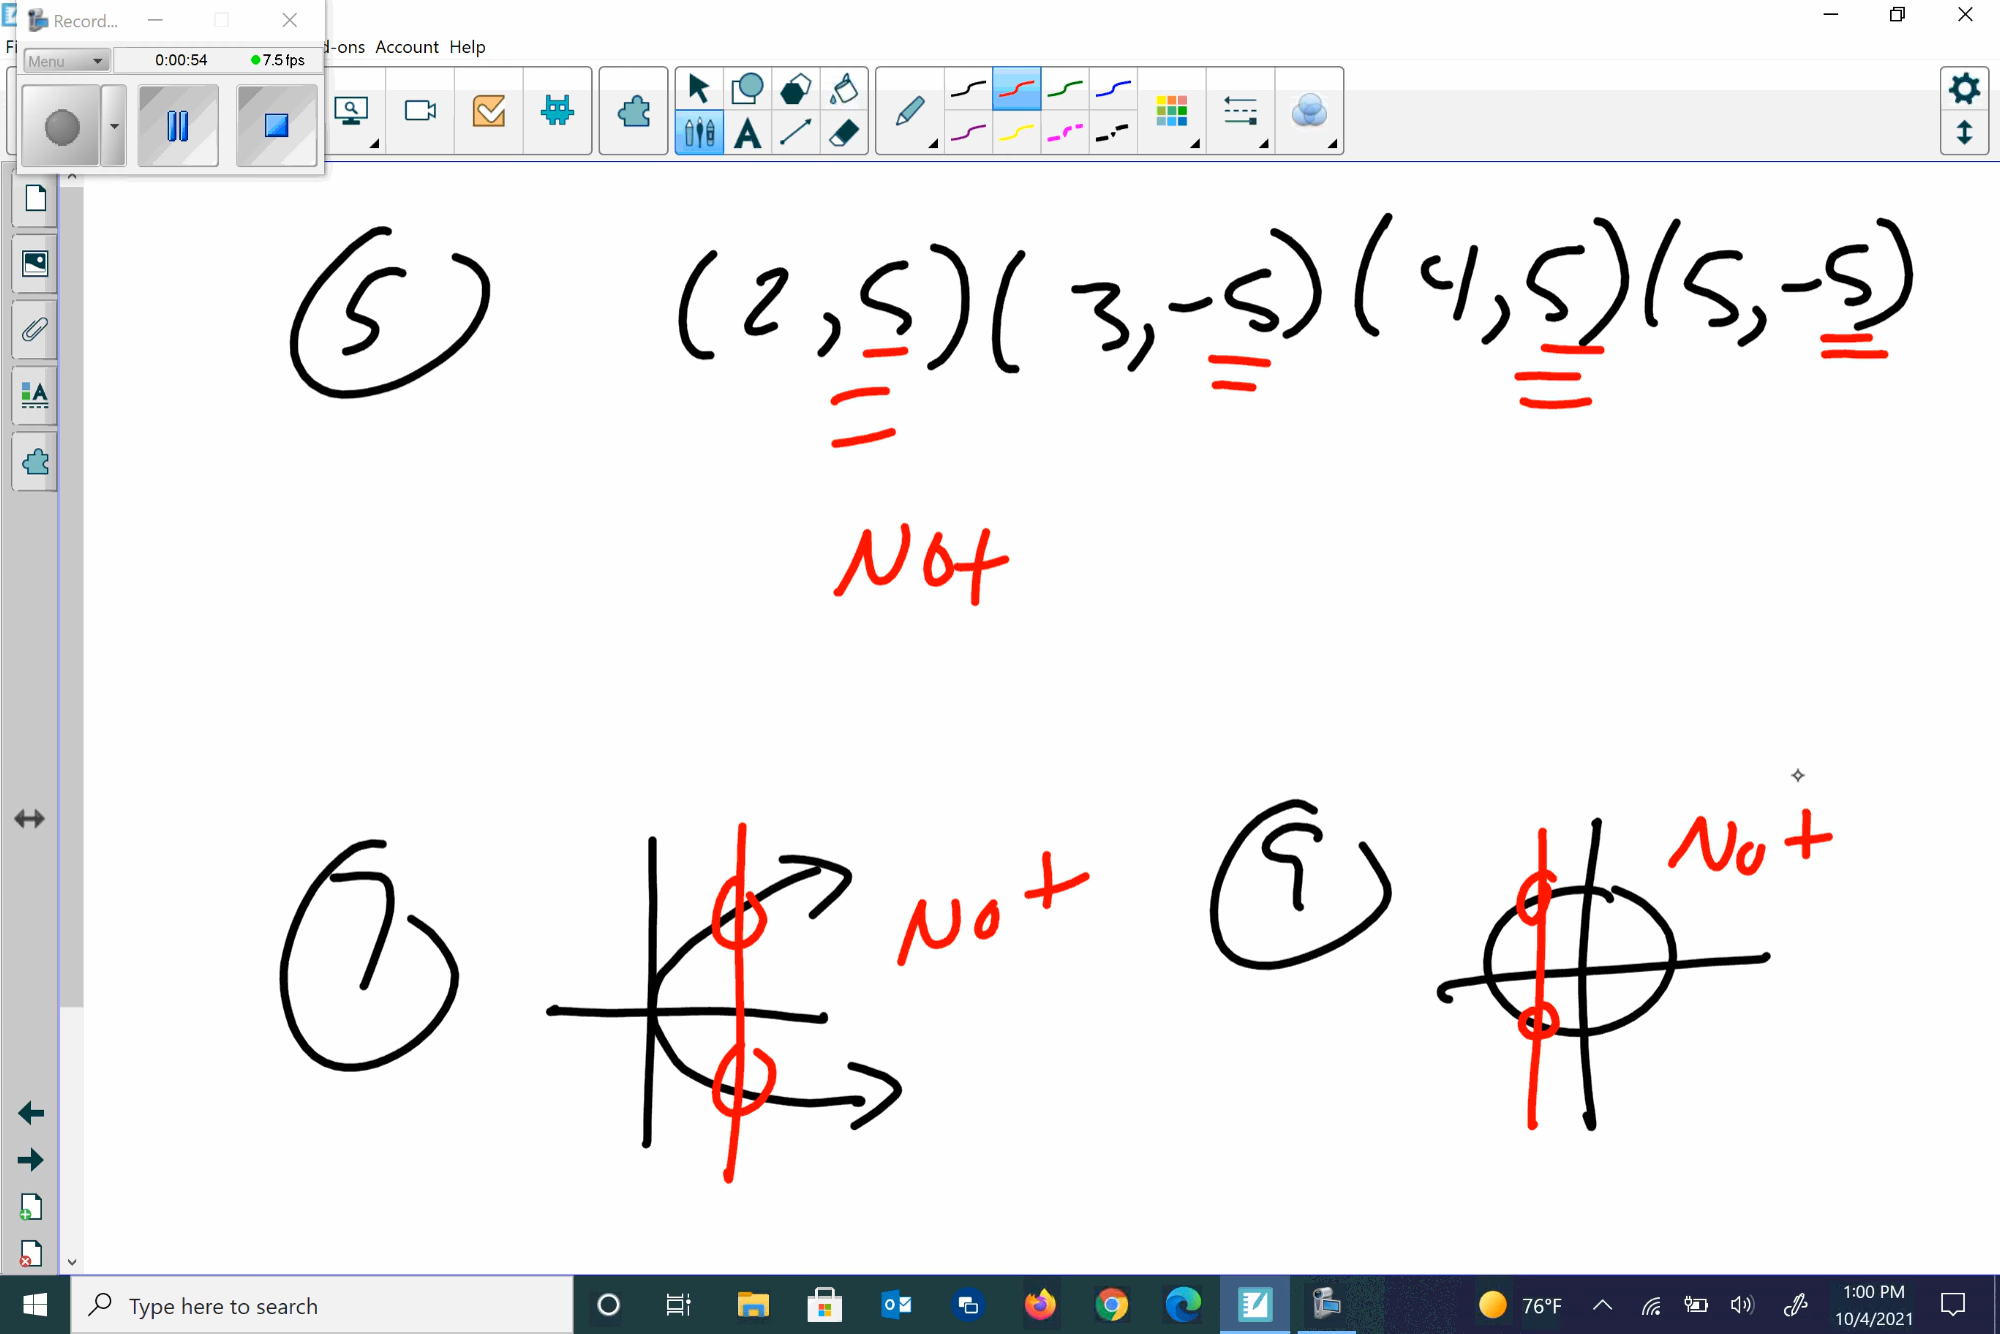 Record...
Menu 0:00:54 7.5 fps
Fi d-ons Account Help
5 (2, 5) (3, -5) (4, 5) (5, -5)
Not
7 Not
9 Not
Type here to search
76°F
1:00 PM
10/4/2021